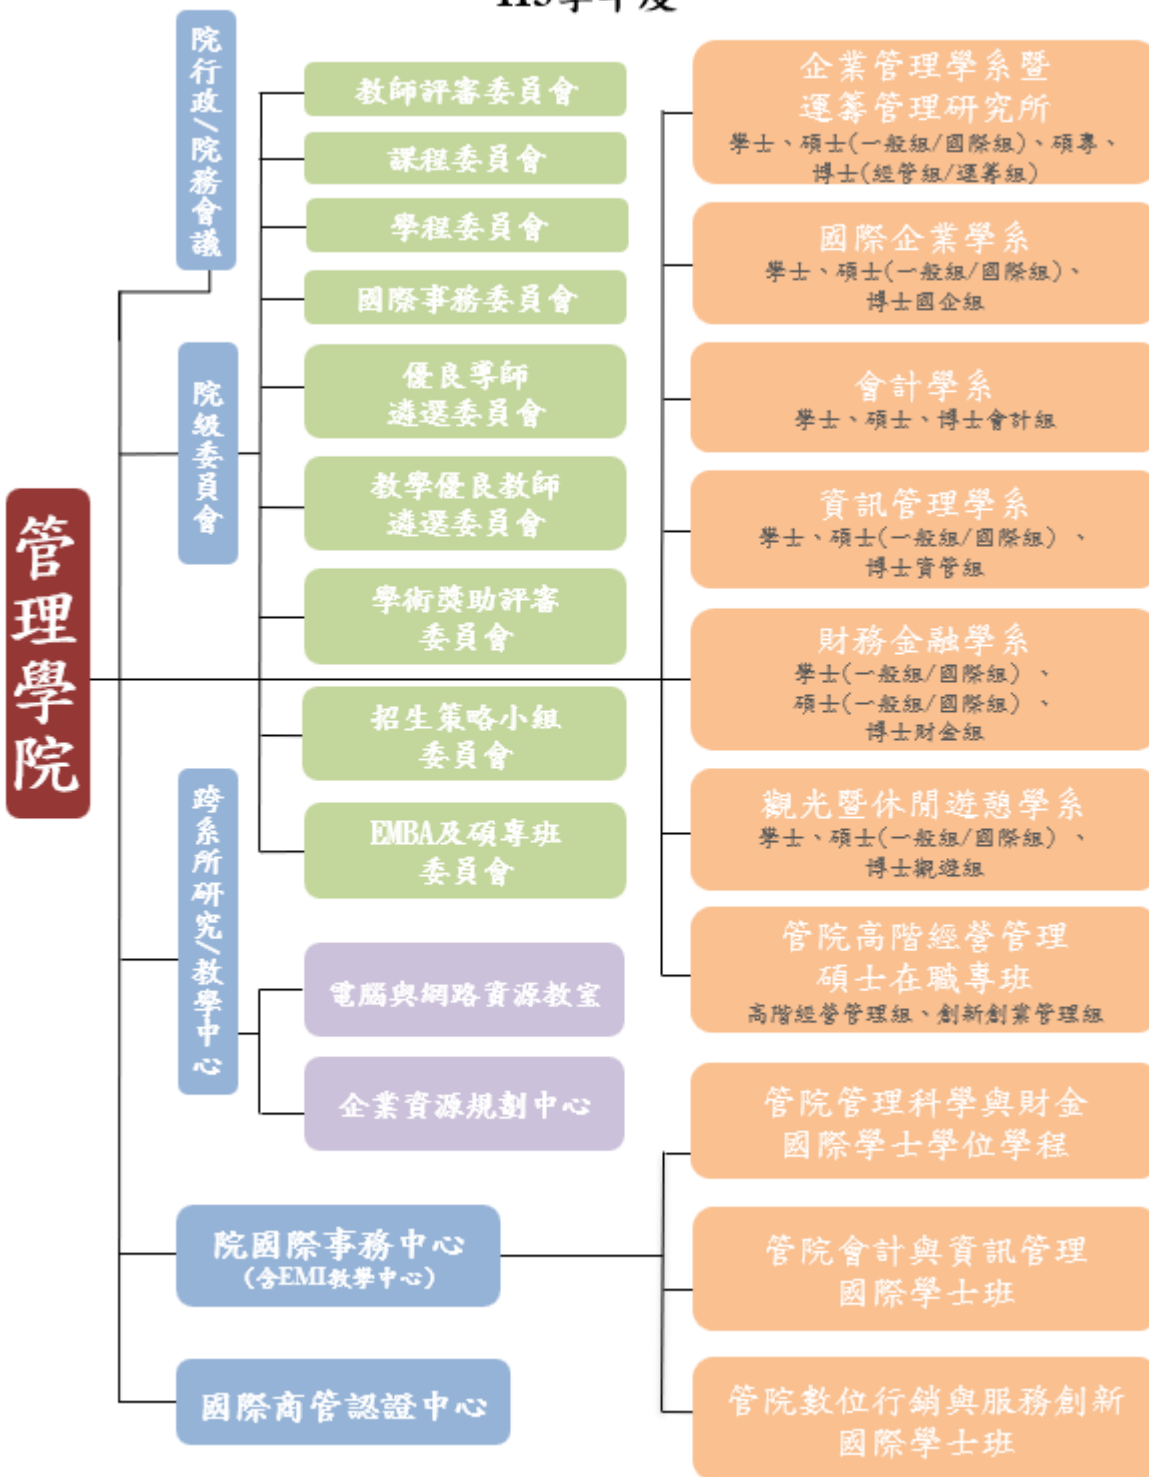 管理學院
院行政/院務會議
院級委員會
教師評審委員會
課程委員會
學程委員會
國際事務委員會
優良導師
遴選委員會
教學優良教師
遴選委員會
學術獎助評審
委員會
招生策略小組
委員會
EMBA及碩專班
委員會
跨系所研究/教學中心
電腦與網路資源教室
企業資源規劃中心
院國際事務中心
(含EMI教學中心)
國際商管認證中心
企業管理學系暨
運籌管理研究所
學士、碩士(一般組/國際組)、碩專、
博士(經管組/運籌組)
國際企業學系
學士、碩士(一般組/國際組)、
博士國企組
會計學系
學士、碩士、博士會計組
資訊管理學系
學士、碩士(一般組/國際組) 、
博士資管組
財務金融學系
學士(一般組/國際組) 、
碩士(一般組/國際組) 、
博士財金組
觀光暨休閒遊憩學系
學士、碩士(一般組/國際組) 、
博士觀遊組
管院高階經營管理
碩士在職專班
高階經營管理組、創新創業管理組
管院管理科學與財金
國際學士學位學程
管院會計與資訊管理
國際學士班
管院數位行銷與服務創新
國際學士班